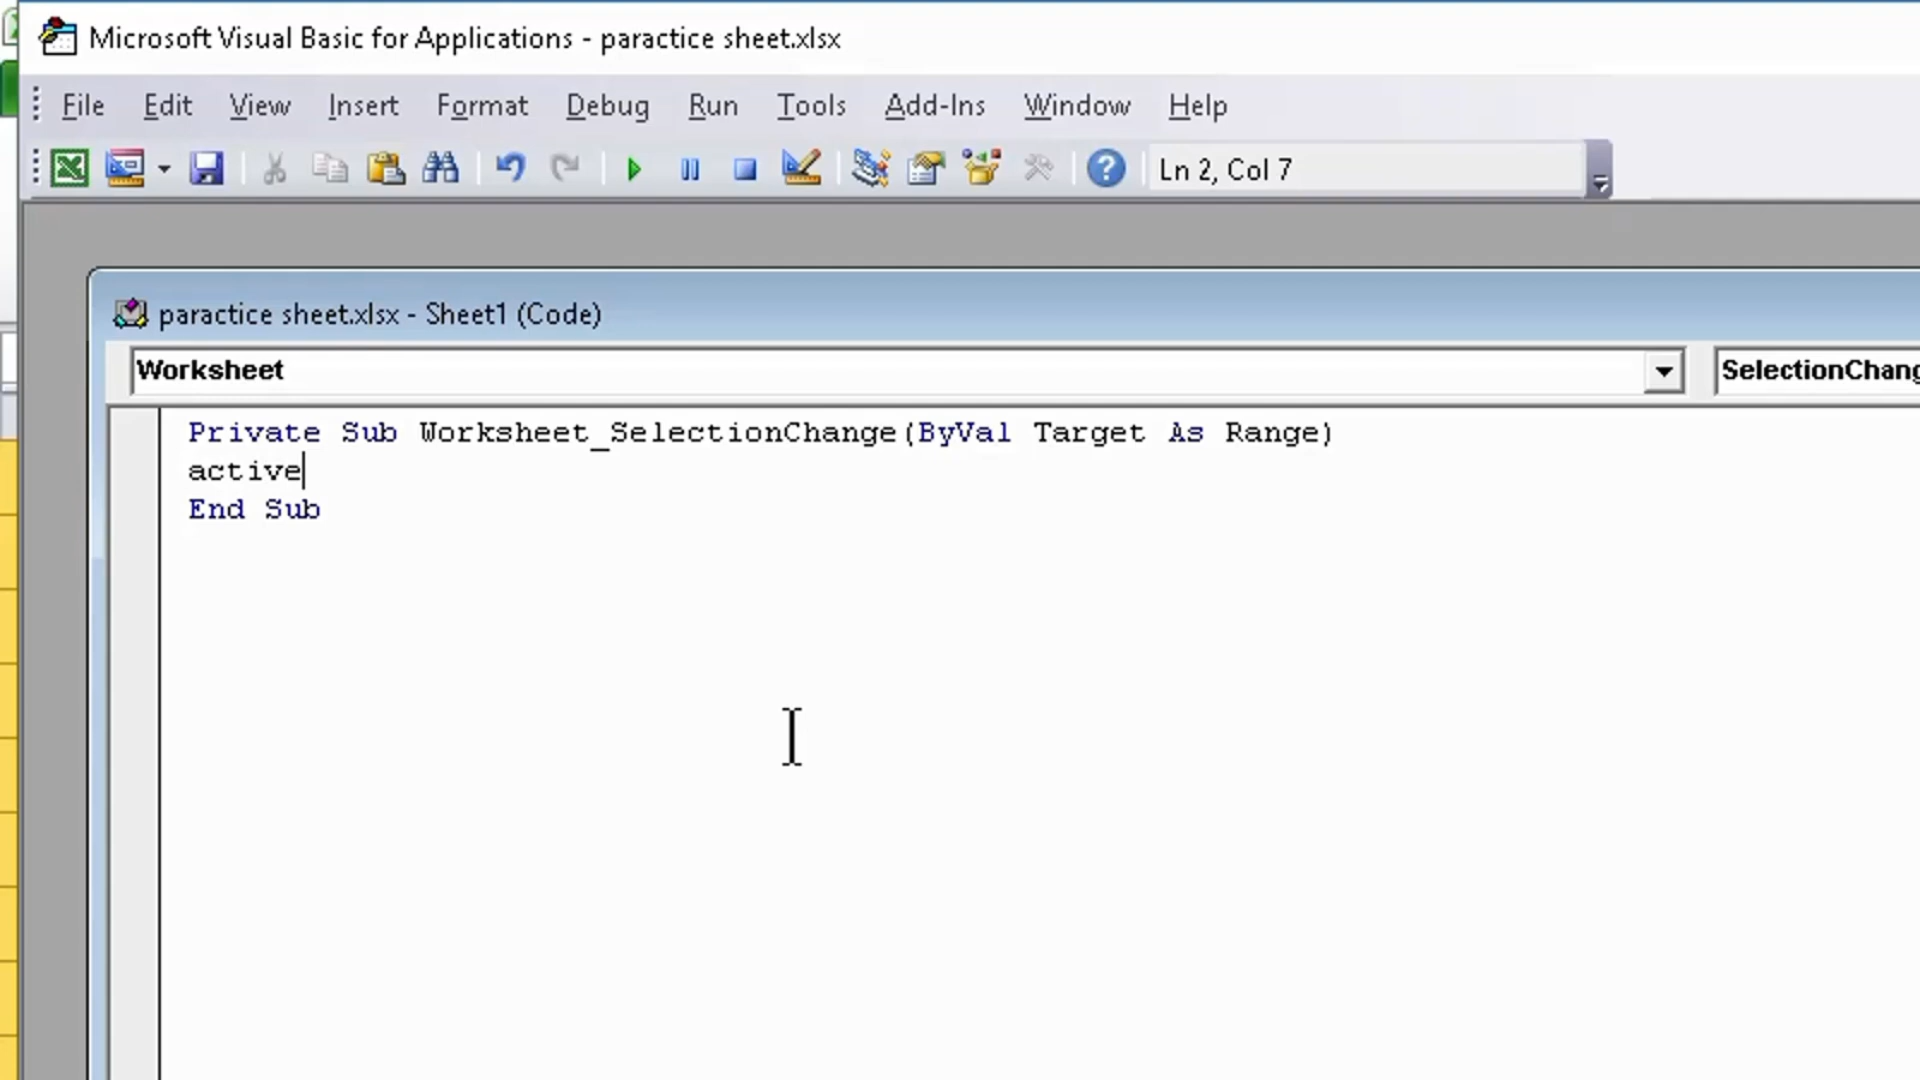 Microsoft Visual Basic for Applications - paractice sheet.xlsx
File Edit View Insert Format Debug Run Tools Add-Ins Window Help
Ln 2, Col 7
paractice sheet.xlsx - Sheet1 (Code)
Worksheet SelectionChang
Private Sub Worksheet_SelectionChange(ByVal Target As Range)
active
End Sub